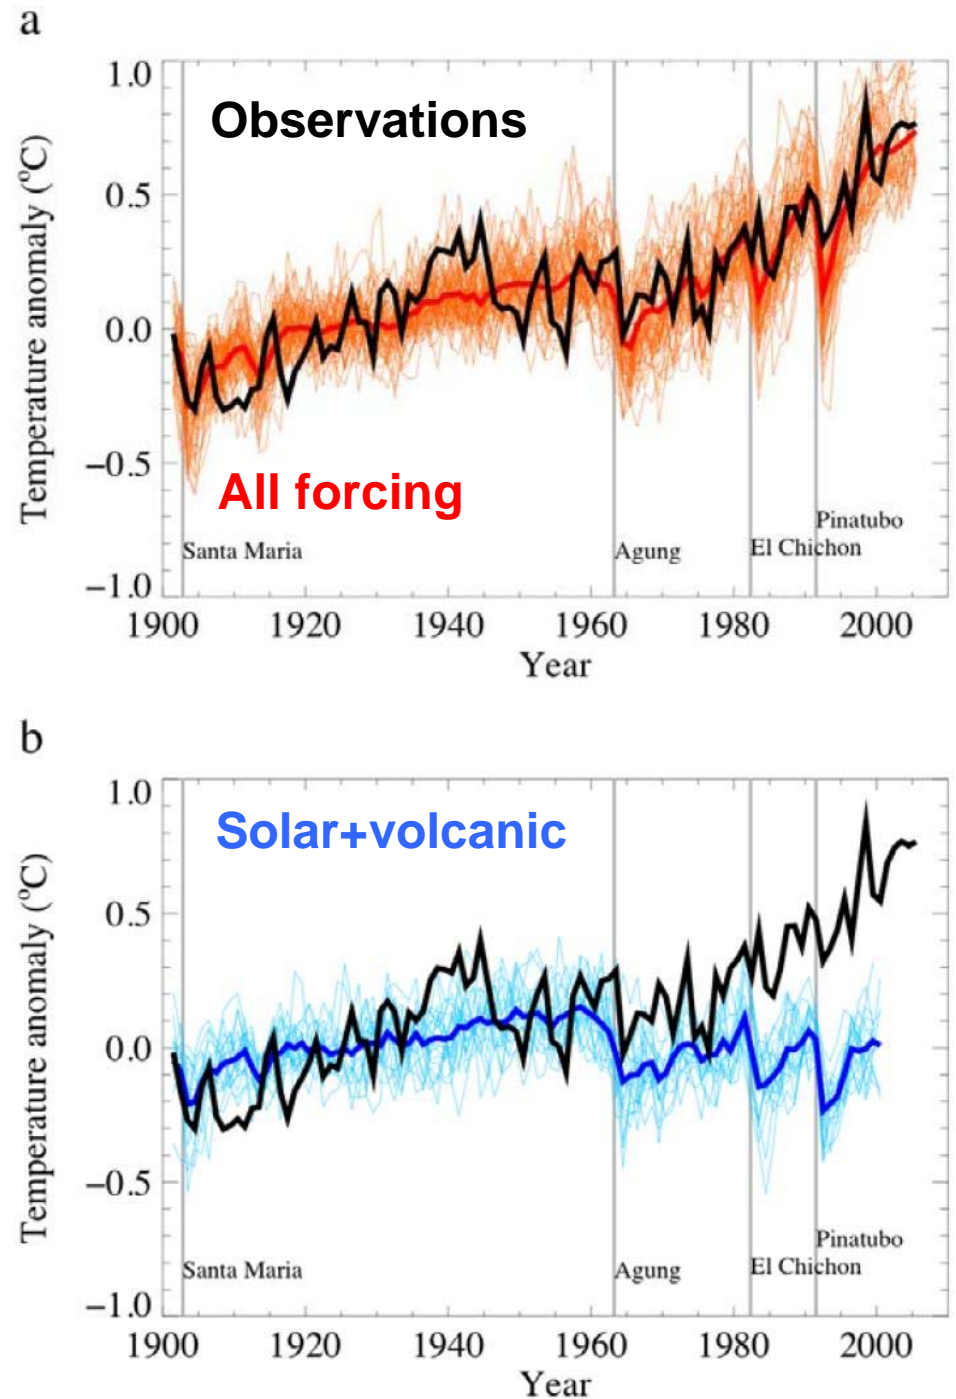 a
Temperature anomaly (°C)
1.0
0.5
0.0
−0.5
−1.0
Observations
All forcing
Santa Maria
Agung
El Chichon
Pinatubo
1900 1920 1940 1960 1980 2000
Year
b
Temperature anomaly (°C)
1.0
0.5
0.0
−0.5
−1.0
Solar+volcanic
Santa Maria
Agung
El Chichon
Pinatubo
1900 1920 1940 1960 1980 2000
Year